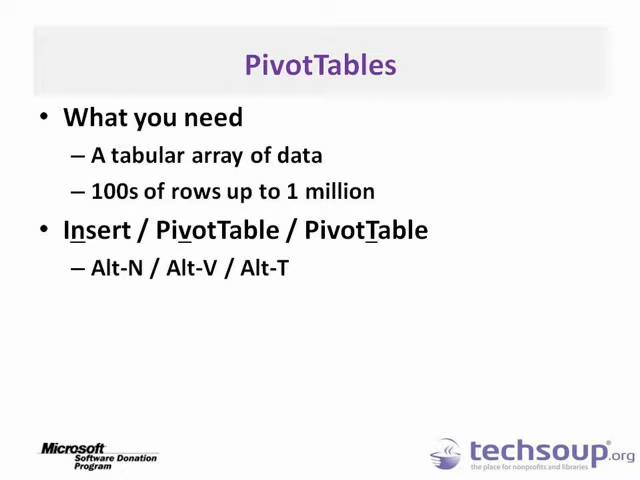 PivotTables
• What you need
– A tabular array of data
– 100s of rows up to 1 million
• Insert / PivotTable / PivotTable
– Alt-N / Alt-V / Alt-T
Microsoft
Software Donation
Program
techsoup.org
the place for nonprofits and libraries